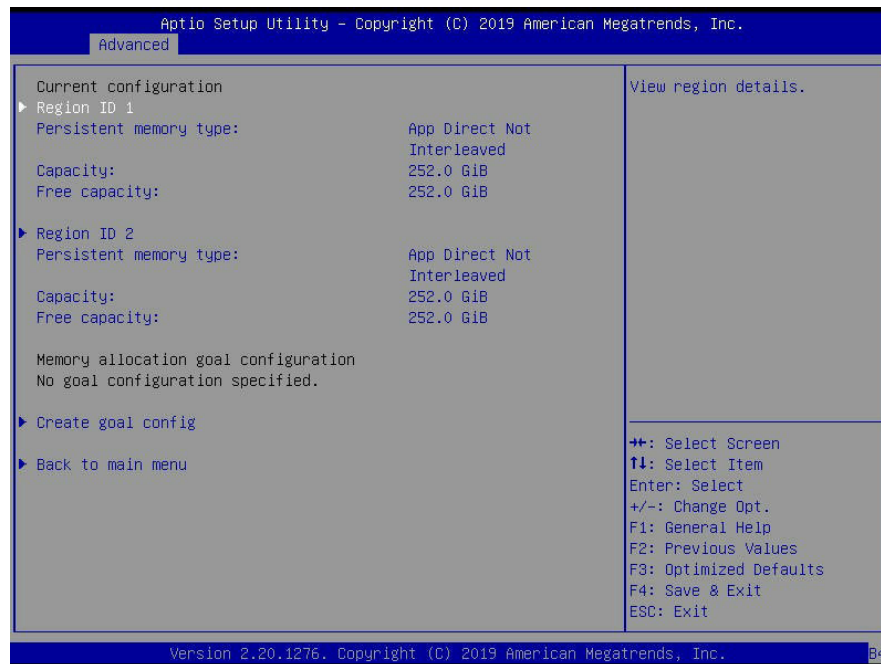 Aptio Setup Utility – Copyright (C) 2019 American Megatrends, Inc.
Advanced
Current configuration
Region ID 1
Persistent memory type: App Direct Not
Interleaved
Capacity: 252.0 GiB
Free capacity: 252.0 GiB
Region ID 2
Persistent memory type: App Direct Not
Interleaved
Capacity: 252.0 GiB
Free capacity: 252.0 GiB
Memory allocation goal configuration
No goal configuration specified.
Create goal config
Back to main menu
View region details.
→←: Select Screen
↑↓: Select Item
Enter: Select
+/-: Change Opt.
F1: General Help
F2: Previous Values
F3: Optimized Defaults
F4: Save & Exit
ESC: Exit
Version 2.20.1276. Copyright (C) 2019 American Megatrends, Inc.